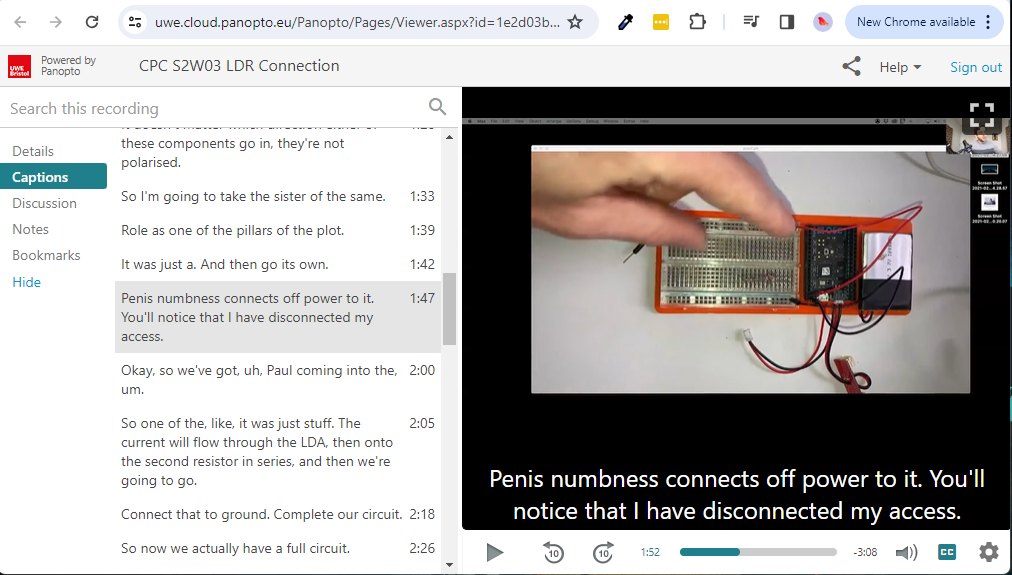 uwe.cloud.panopto.eu/Panopto/Pages/Viewer.aspx?id=1e2d03b...
New Chrome available
UWE
Bristol
Powered by
Panopto
CPC S2W03 LDR Connection
Help
Sign out
Search this recording
Details
Captions
Discussion
Notes
Bookmarks
Hide
these components go in, they're not
polarised.
So I'm going to take the sister of the same. 1:33
Role as one of the pillars of the plot. 1:39
It was just a. And then go its own. 1:42
Penis numbness connects off power to it. 1:47
You'll notice that I have disconnected my
access.
Okay, so we've got, uh, Paul coming into the, 2:00
um.
So one of the, like, it was just stuff. The 2:05
current will flow through the LDA, then onto
the second resistor in series, and then we're
going to go.
Connect that to ground. Complete our circuit. 2:18
So now we actually have a full circuit. 2:26
Screen Shot
Screen Shot
Penis numbness connects off power to it. You'll
notice that I have disconnected my access.
10
10
1:52
-3:08
CC